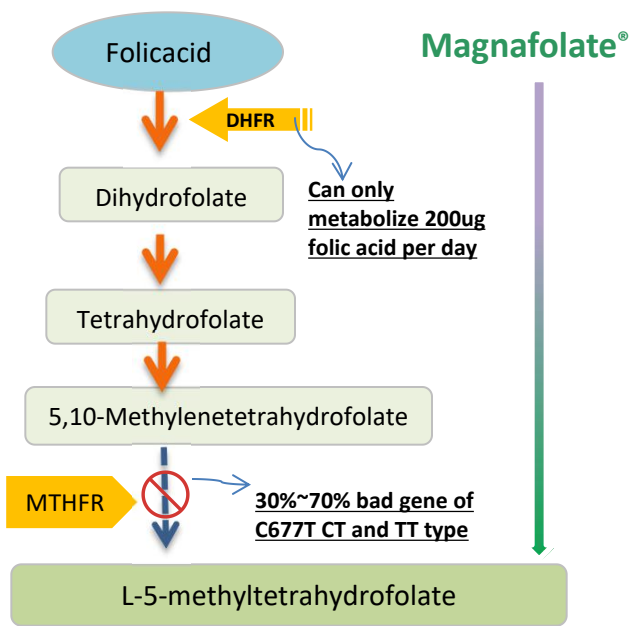 Folicacid
Magnafolate®
DHFR
Dihydrofolate
Can only
metabolize 200ug
folic acid per day
Tetrahydrofolate
5,10-Methylenetetrahydrofolate
MTHFR
30%~70% bad gene of
C677T CT and TT type
L-5-methyltetrahydrofolate